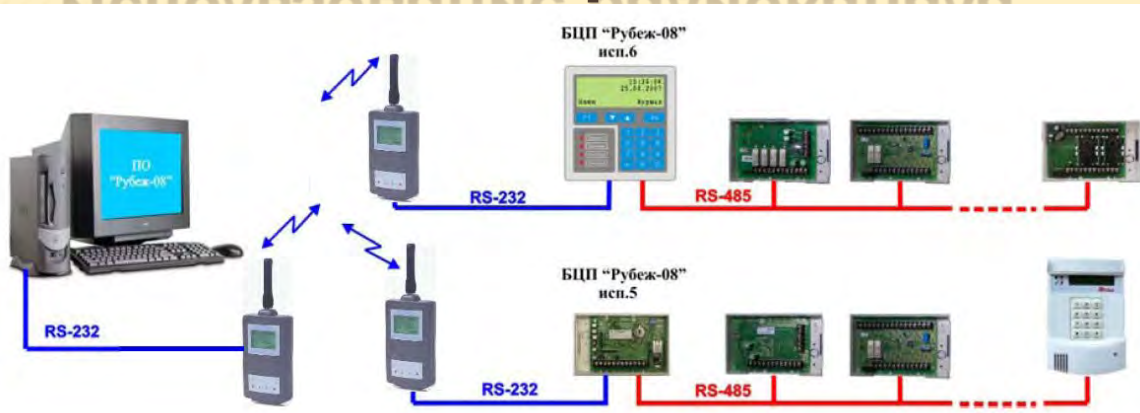 БЦП “Рубеж-08”
исп.6
ПО
“Рубеж-08”
RS-232
RS-485
БЦП “Рубеж-08”
исп.5
RS-232
RS-232
RS-485